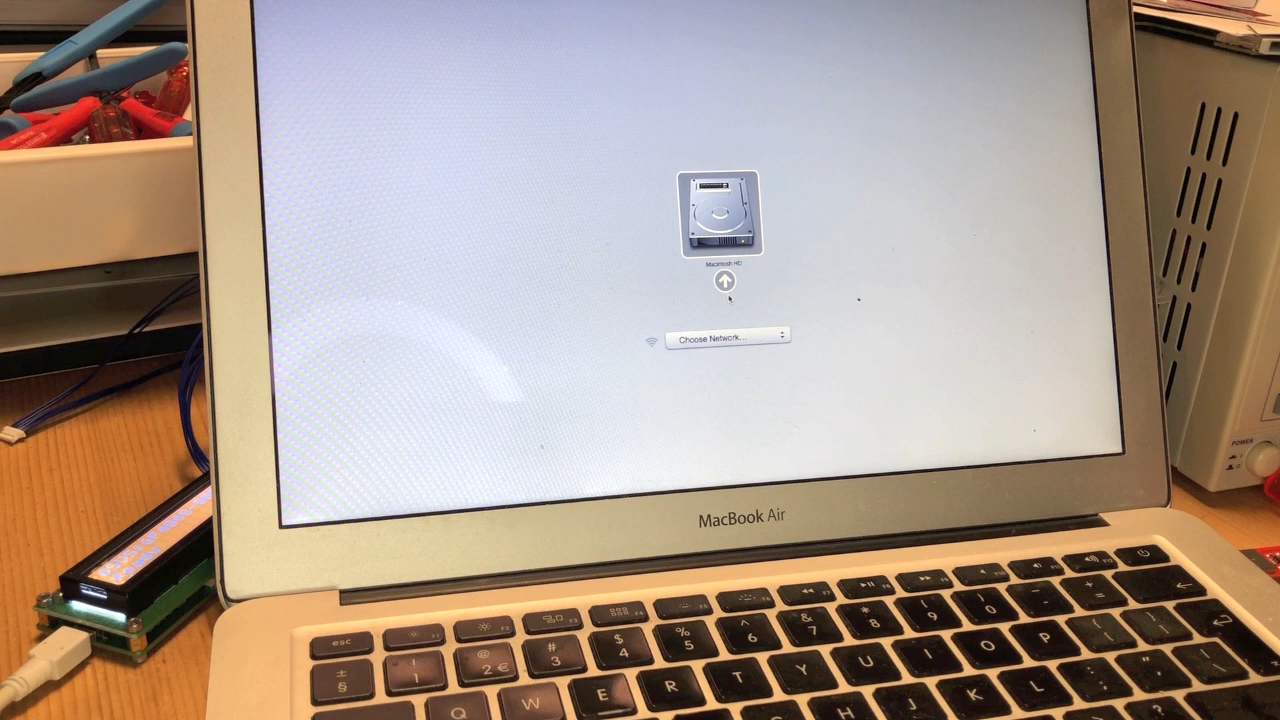 Macintosh HD
Choose Network...
MacBook Air
POWER
esc F1 F2 F3 F4 F5 F6 F7 F8 F9 F10 F11 F12
± § ! 1 @ 2 € # 3 $ 4 % 5 ^ 6 & 7 * 8 ( 9 ) 0 _ - + =
Q W E R T Y U I O P { [ } ]
H J K L : ; " ' | \